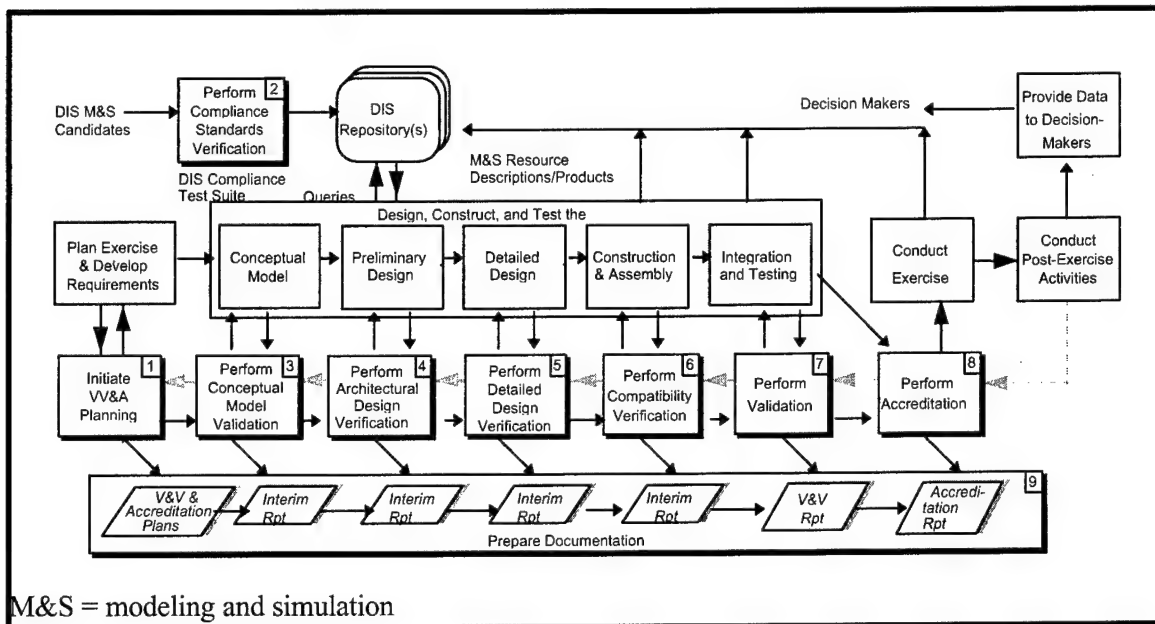 DIS M&S
Candidates
2
Perform
Compliance
Standards
Verification
DIS Compliance
Test Suite
DIS
Repository(s)
Queries
M&S Resource
Descriptions/Products
Decision Makers
Provide Data
to Decision-
Makers
Plan Exercise
& Develop
Requirements
Design, Construct, and Test the
Conceptual
Model
Preliminary
Design
Detailed
Design
Construction
& Assembly
Integration
and Testing
Conduct
Exercise
Conduct
Post-Exercise
Activities
1
Initiate
VV&A
Planning
3
Perform
Conceptual
Model
Validation
4
Perform
Architectural
Design
Verification
5
Perform
Detailed
Design
Verification
6
Perform
Compatibility
Verification
7
Perform
Validation
8
Perform
Accreditation
9
V&V &
Accreditation
Plans
Interim
Rpt
Interim
Rpt
Interim
Rpt
Interim
Rpt
V&V
Rpt
Accredi-
tation
Rpt
Prepare Documentation
M&S = modeling and simulation